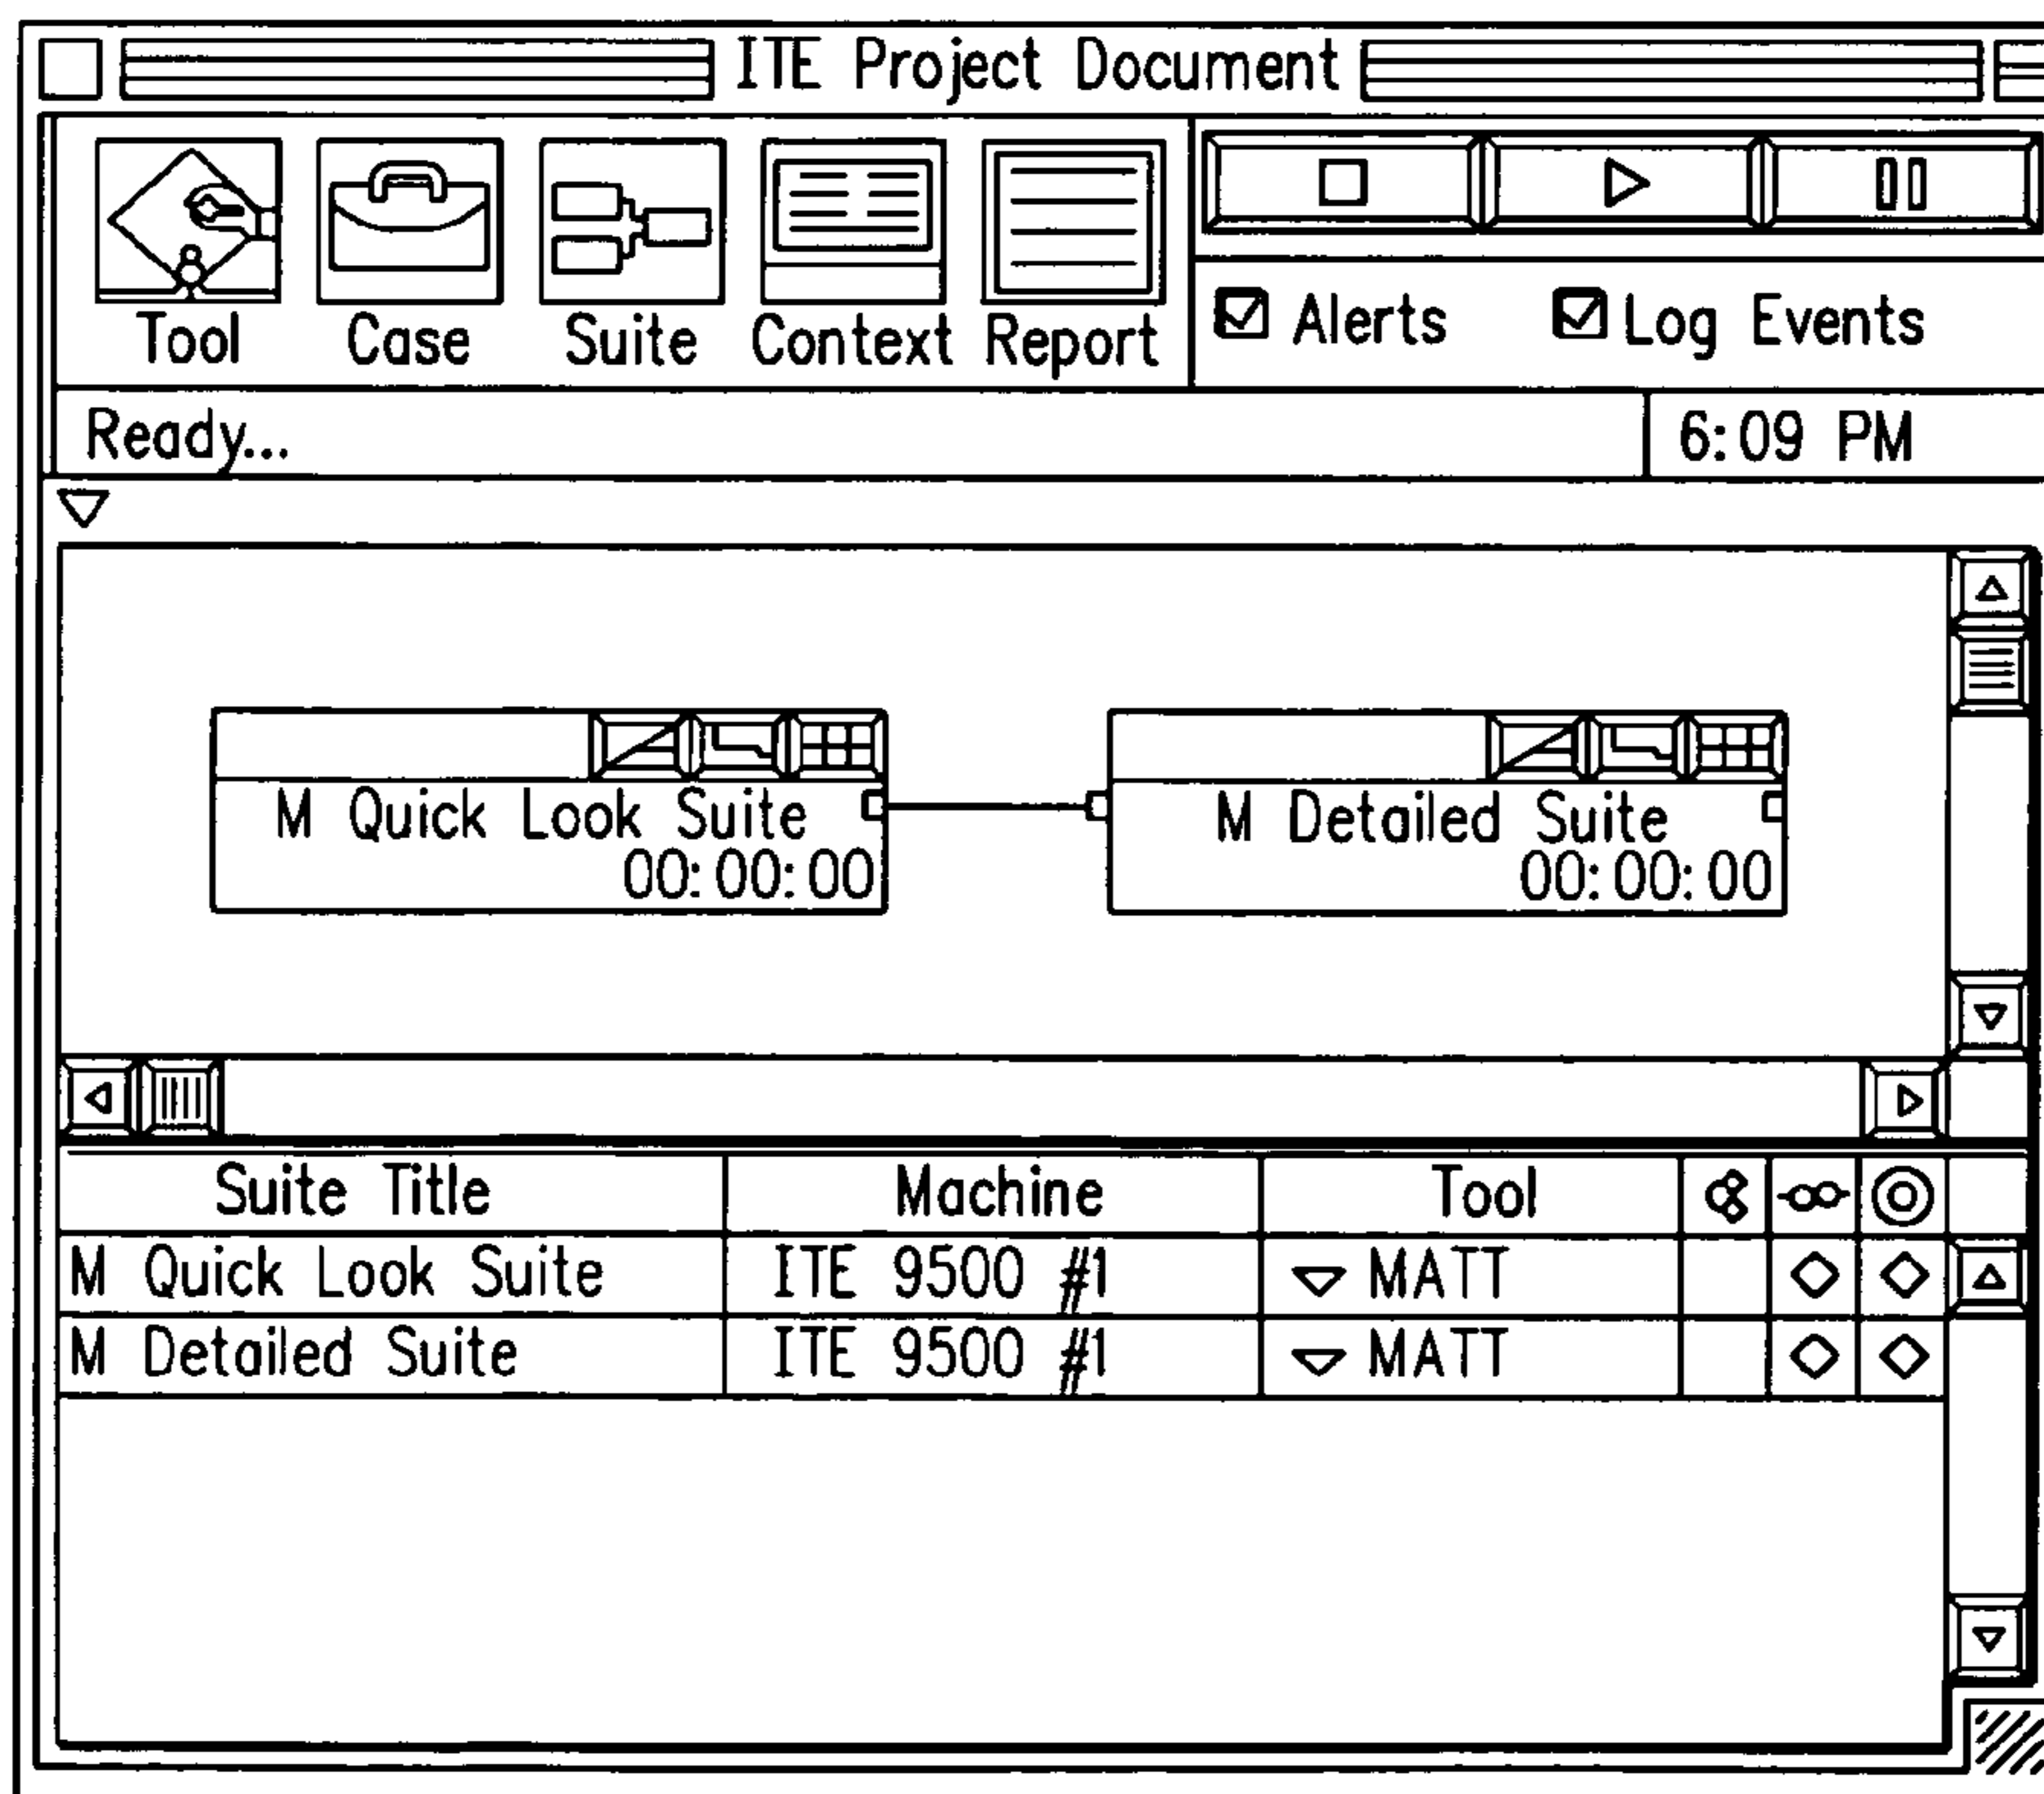 ITE Project Document
Tool Case Suite Context Report
Alerts Log Events
Ready... 6:09 PM
M Quick Look Suite
00:00:00
M Detailed Suite
00:00:00
Suite Title Machine Tool
M Quick Look Suite ITE 9500 #1 MATT
M Detailed Suite ITE 9500 #1 MATT